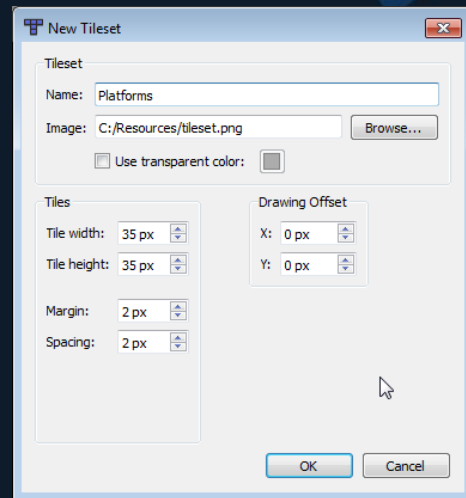 New Tileset
Tileset
Name: Platforms
Image: C:/Resources/tileset.png Browse...
Use transparent color:
Tiles
Tile width: 35 px
Tile height: 35 px
Margin: 2 px
Spacing: 2 px
Drawing Offset
X: 0 px
Y: 0 px
OK Cancel